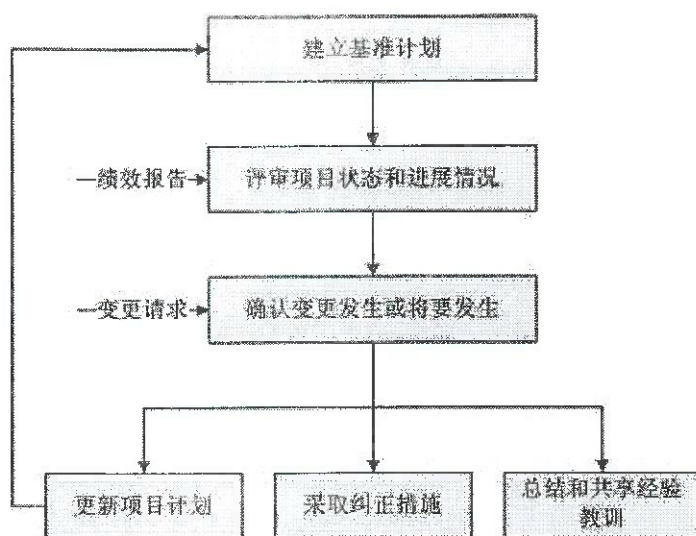 建立基准计划
绩效报告
评审项目状态和进展情况
变更请求
确认变更发生或将要发生
更新项目计划
采取纠正措施
总结和共享经验
教训